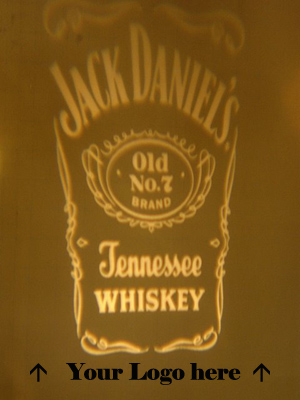 JACK DANIEL'S
Old
No.7
BRAND
Tennessee
WHISKEY
↑ Your Logo here ↑